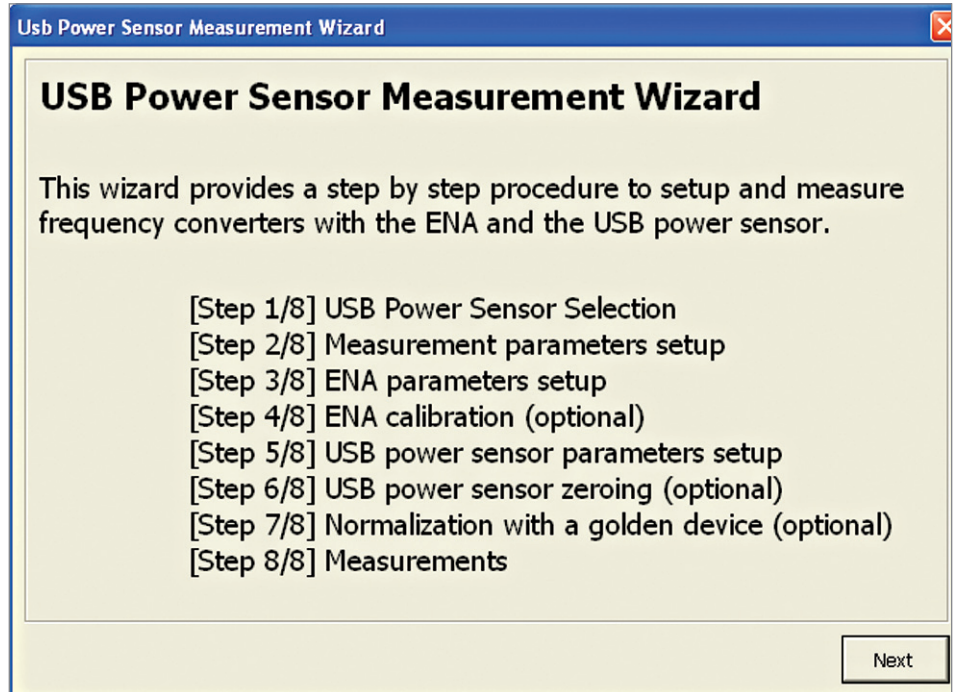 Usb Power Sensor Measurement Wizard
USB Power Sensor Measurement Wizard
This wizard provides a step by step procedure to setup and measure
frequency converters with the ENA and the USB power sensor.
[Step 1/8] USB Power Sensor Selection
[Step 2/8] Measurement parameters setup
[Step 3/8] ENA parameters setup
[Step 4/8] ENA calibration (optional)
[Step 5/8] USB power sensor parameters setup
[Step 6/8] USB power sensor zeroing (optional)
[Step 7/8] Normalization with a golden device (optional)
[Step 8/8] Measurements
Next